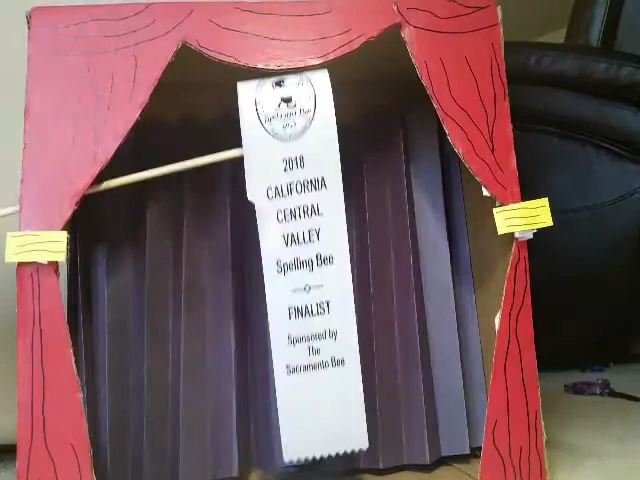 2018
CALIFORNIA
CENTRAL
VALLEY
Spelling Bee
FINALIST
Sponsored by
The
Sacramento Bee